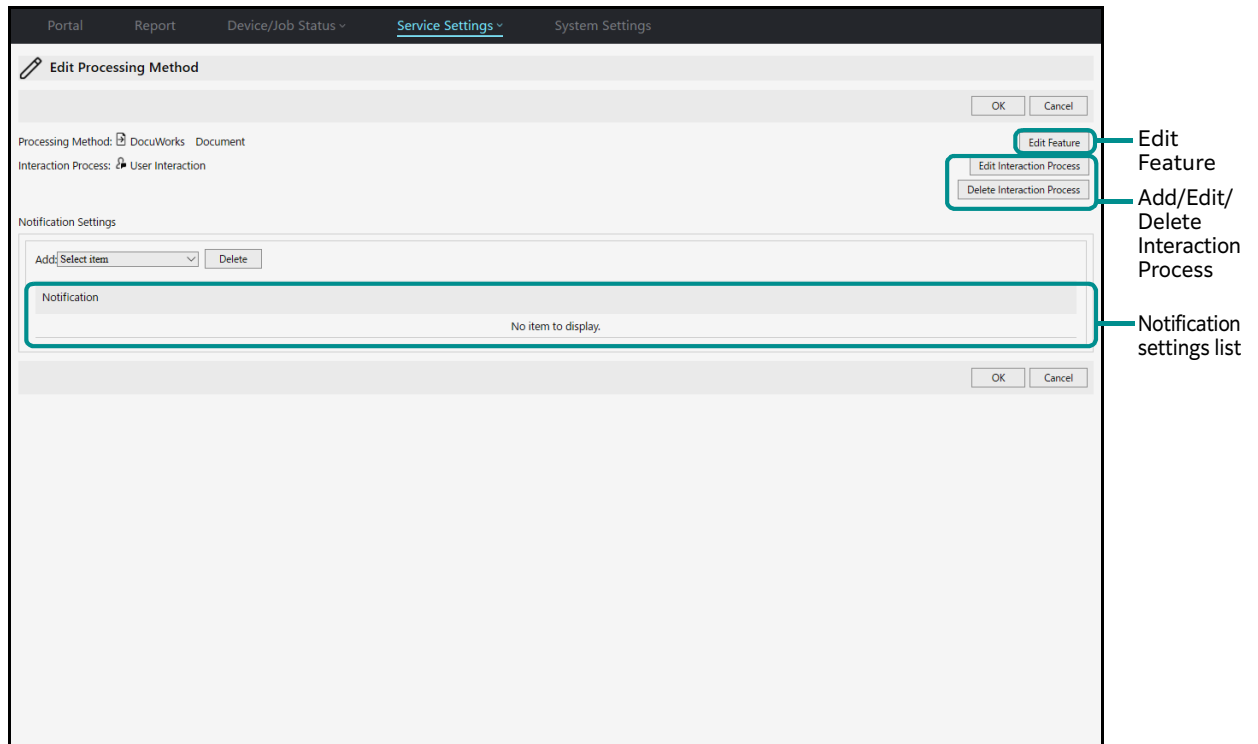 Portal Report Device/Job Status Service Settings System Settings
Edit Processing Method
OK Cancel
Processing Method: DocuWorks Document
Edit Feature
Interaction Process: User Interaction
Edit Interaction Process
Delete Interaction Process
Notification Settings
Add: Select item Delete
Notification
No item to display.
OK Cancel
Edit
Feature
Add/Edit/
Delete
Interaction
Process
Notification
settings list